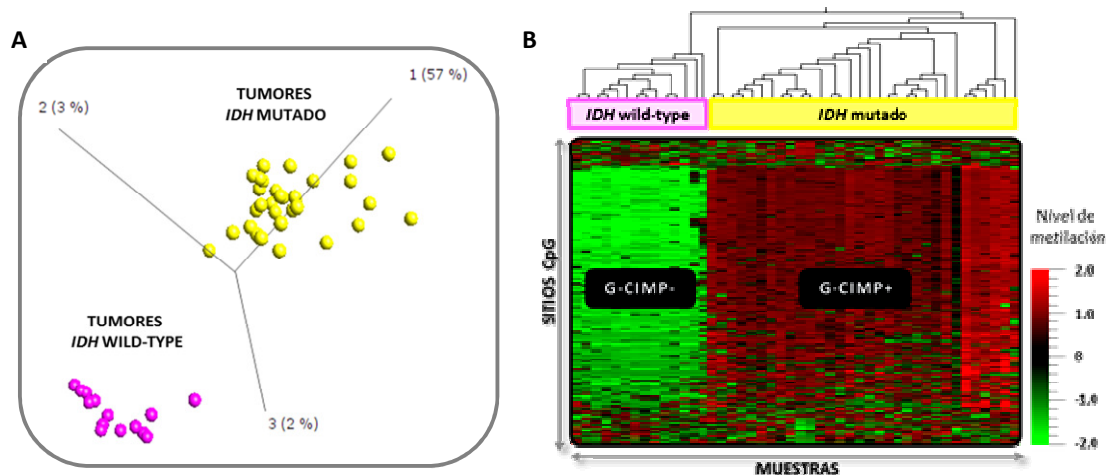 A
1 (57 %)
2 (3 %)
TUMORES
IDH MUTADO
TUMORES
IDH WILD-TYPE
3 (2 %)
B
IDH wild-type
IDH mutado
SITIOS CpG
G-CIMP-
G-CIMP+
MUESTRAS
Nivel de
metilación
2.0
1.0
0
-1.0
-2.0